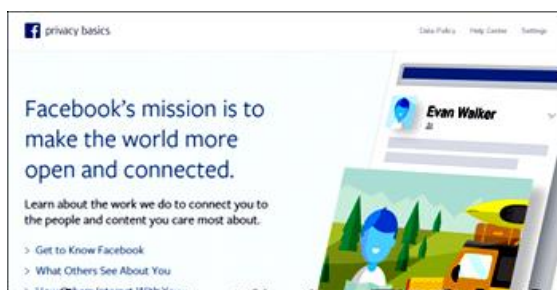 privacy basics
Data Policy Help Center Settings
Facebook's mission is to
make the world more
open and connected.
Evan Walker
Learn about the work we do to connect you to
the people and content you care most about.
> Get to Know Facebook
> What Others See About You